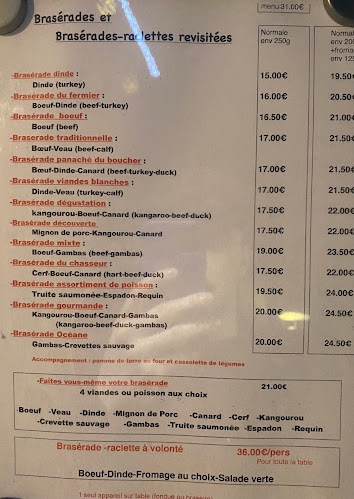 menu 31.00€
Brasérades et
Brasérades-raclettes revisitées
Normale
env 250g
-Brasérade dinde : 15.00€ 19.50
Dinde (turkey)
-Brasérade du fermier : 16.00€ 20.50
Boeuf-Dinde (beef-turkey)
-Brasérade boeuf : 16.50€ 21.00
Boeuf (beef)
-Braserade traditionnelle : 17.00€ 21.50
Bœuf-Veau (beef-calf)
-Brasérade panaché du boucher :
Bœuf-Dinde-Canard (beef-turkey-duck) 17.00€ 21.50
-Brasérade viandes blanches :
Dinde-Veau (turkey-calf) 17.00€ 21.50
-Brasérade dégustation :
kangourou-Boeuf-Canard (kangaroo-beef-duck) 17.50€ 22.00
-Brasérade découverte
Mignon de porc-Kangourou-Canard 17.50€ 22.00
-Brasérade mixte :
Boeuf-Gambas (beef-gambas) 19.00€ 23.50
-Brasérade du chasseur :
Cerf-Boeuf-Canard (hart-beef-duck) 17.50€ 22.00
-Brasérade assortiment de poisson :
Truite saumonée-Espadon-Requin 19.50€ 24.00
-Brasérade gourmande :
Kangourou-Boeuf-Canard-Gambas 20.00€ 24.50
(kangaroo-beef-duck-gambas)
-Brasérade Océane
Gambas-Crevettes sauvage 20.00€ 24.50€
Accompagnement : pomme de terre au four et cassolette de légumes
-Faites vous-même votre brasérade 21.00€
4 viandes ou poisson aux choix
-Boeuf -Veau -Dinde -Mignon de Porc -Canard -Cerf -Kangourou
-Crevette sauvage -Gambas -Truite saumonée -Espadon -Requin
Brasérade -raclette à volonté 36.00€/pers
Pour toute la table
Boeuf-Dinde-Fromage au choix-Salade verte
1 seul appareil sur table